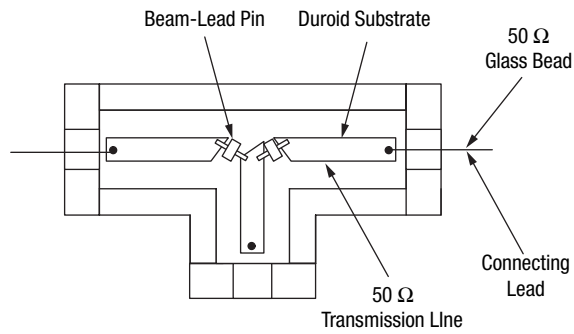 Beam-Lead Pin
Duroid Substrate
50 Ω
Glass Bead
50 Ω
Transmission LIne
Connecting
Lead